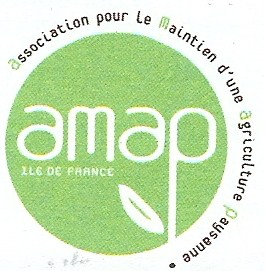 association pour le maintien d'une agriculture paysanne
amap
ILE DE FRANCE